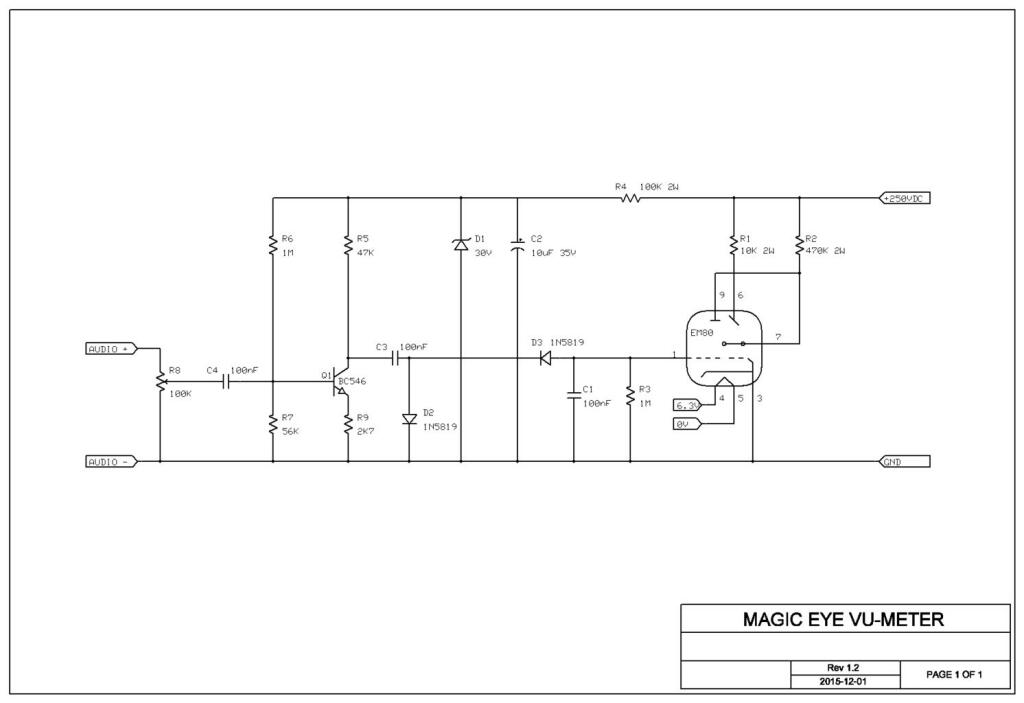 R4 100K 2W
+250VDC
R6
1M
R5
47K
D1
30V
C2
+
10uF 35V
R1
10K 2W
R2
470K 2W
9 6
EM80
7
AUDIO +
C3 100nF
D3 1N5819
1
R8
100K
C4 100nF
Q1
BC546
C1
100nF
R3
1M
4 5 3
6.3V
0V
R7
56K
R9
2K7
D2
1N5819
AUDIO -
GND
MAGIC EYE VU-METER
Rev 1.2
2015-12-01
PAGE 1 OF 1